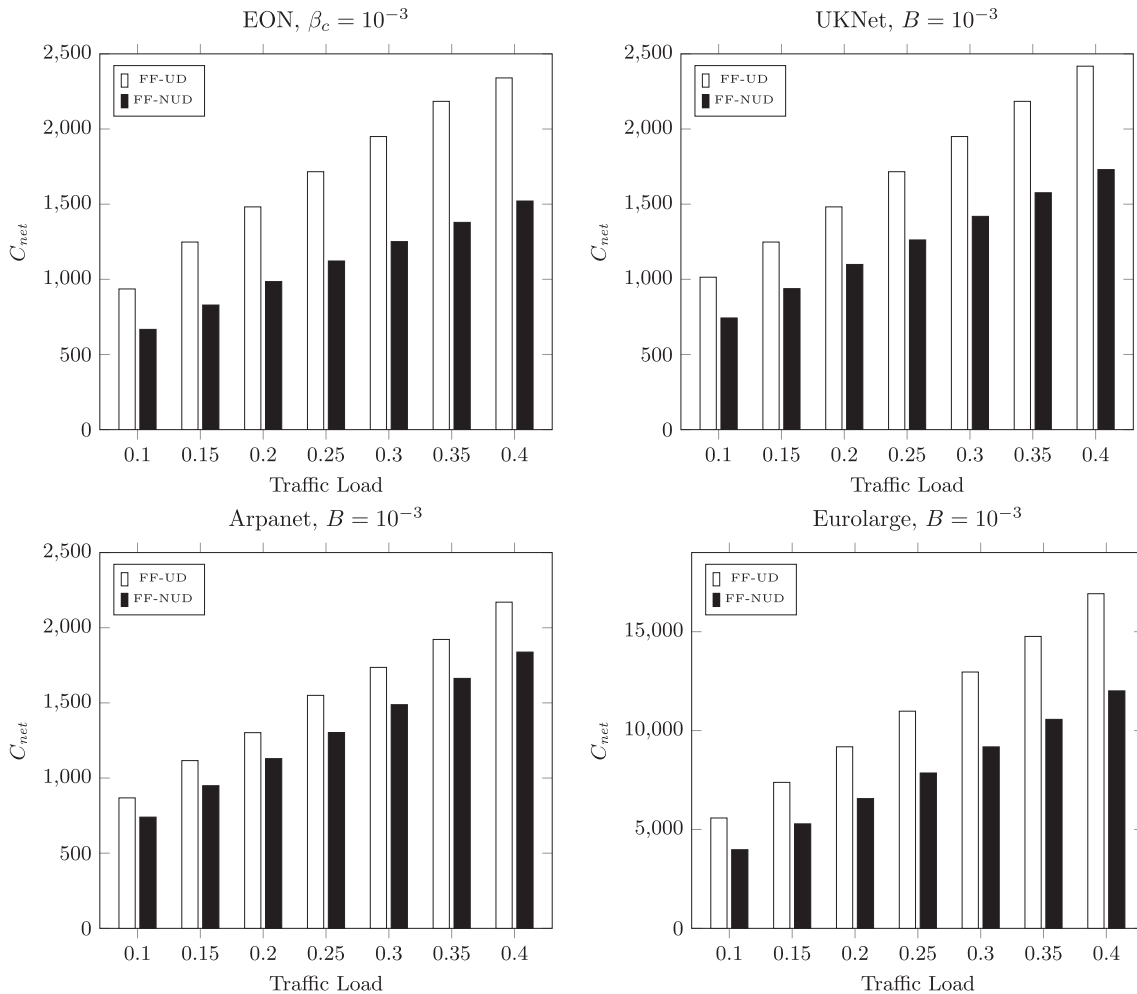 EON, β_c = 10^−3
2,500
2,000
1,500
1,000
500
0
C_net
FF-UD
FF-NUD
0.1 0.15 0.2 0.25 0.3 0.35 0.4
Traffic Load
UKNet, B = 10^−3
2,500
2,000
1,500
1,000
500
0
C_net
FF-UD
FF-NUD
0.1 0.15 0.2 0.25 0.3 0.35 0.4
Traffic Load
Arpanet, B = 10^−3
2,500
2,000
1,500
1,000
500
0
C_net
FF-UD
FF-NUD
0.1 0.15 0.2 0.25 0.3 0.35 0.4
Traffic Load
Eurolarge, B = 10^−3
15,000
10,000
5,000
0
C_net
FF-UD
FF-NUD
0.1 0.15 0.2 0.25 0.3 0.35 0.4
Traffic Load